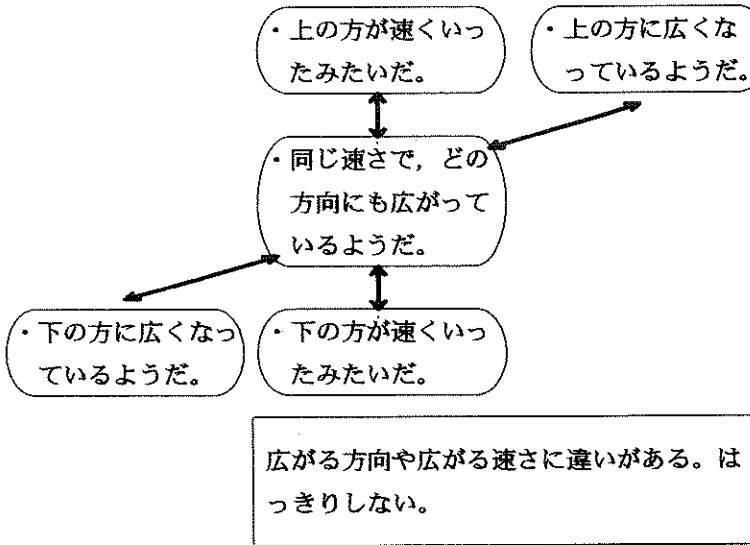 ・上の方が速くいっ
たみたいだ。
・上の方に広くな
っているようだ。
・同じ速さで，どの
方向にも広がって
いるようだ。
・下の方に広くなっ
ているようだ。
・下の方が速くいっ
たみたいだ。
広がる方向や広がる速さに違いがある。は
っきりしない。